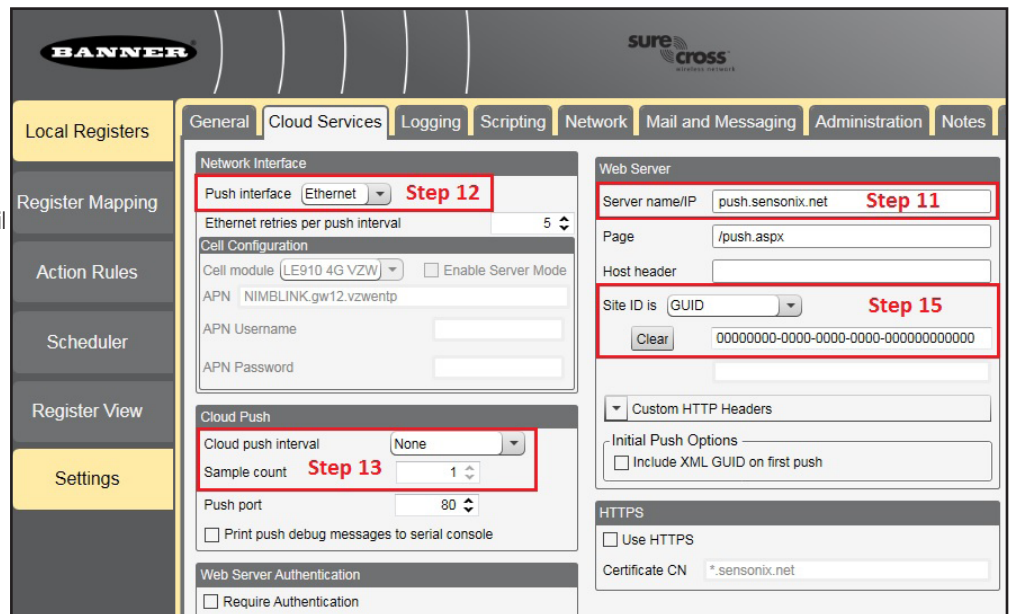 BANNER
sure cross
wireless network
Local Registers
Register Mapping
Action Rules
Scheduler
Register View
Settings
General Cloud Services Logging Scripting Network Mail and Messaging Administration Notes
Network Interface
Push interface Ethernet Step 12
Ethernet retries per push interval 5
Cell Configuration
Cell module LE910 4G VZW Enable Server Mode
APN NIMBLINK.gw12.vzwentp
APN Username
APN Password
Cloud Push
Cloud push interval None
Sample count Step 13 1
Push port 80
Print push debug messages to serial console
Web Server Authentication
Require Authentication
Web Server
Server name/IP push.sensonix.net Step 11
Page /push.aspx
Host header
Site ID is GUID Step 15
Clear 00000000-0000-0000-0000-000000000000
Custom HTTP Headers
Initial Push Options
Include XML GUID on first push
HTTPS
Use HTTPS
Certificate CN *.sensonix.net